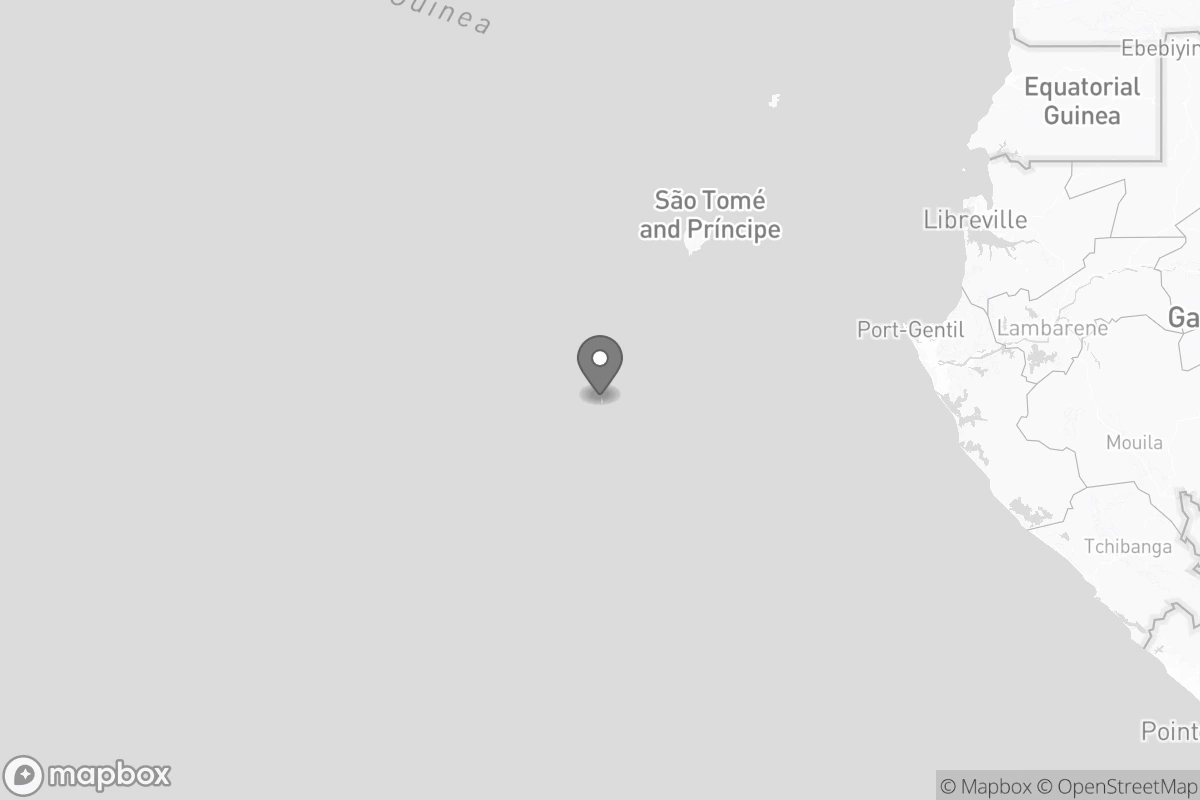 Guinea
Ebebiyin
Equatorial
Guinea
São Tomé
and Príncipe
Libreville
Port-Gentil
Lambarene
Ga
Mouila
Tchibanga
Point
mapbox
© Mapbox © OpenStreetMap